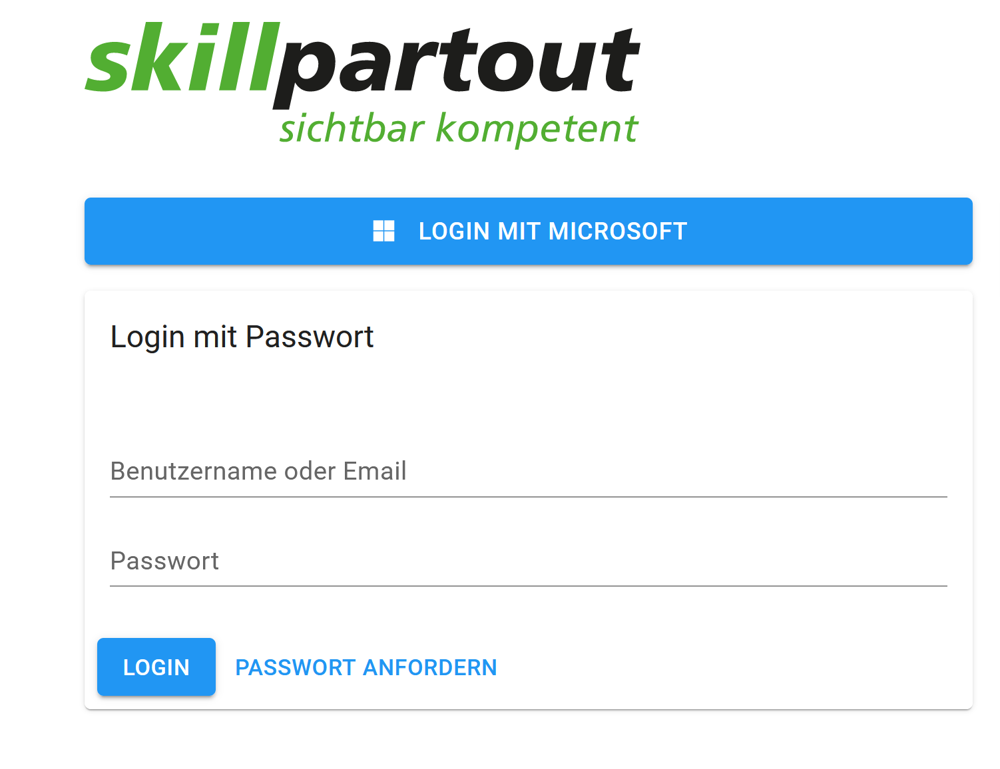 skillpartout
sichtbar kompetent
LOGIN MIT MICROSOFT
Login mit Passwort
Benutzername oder Email
Passwort
LOGIN PASSWORT ANFORDERN